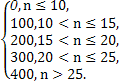 0, n ≤ 10,
100,10 < n ≤ 15,
200,15 < n ≤ 20,
300,20 ≤ n ≤ 25,
400, n > 25.